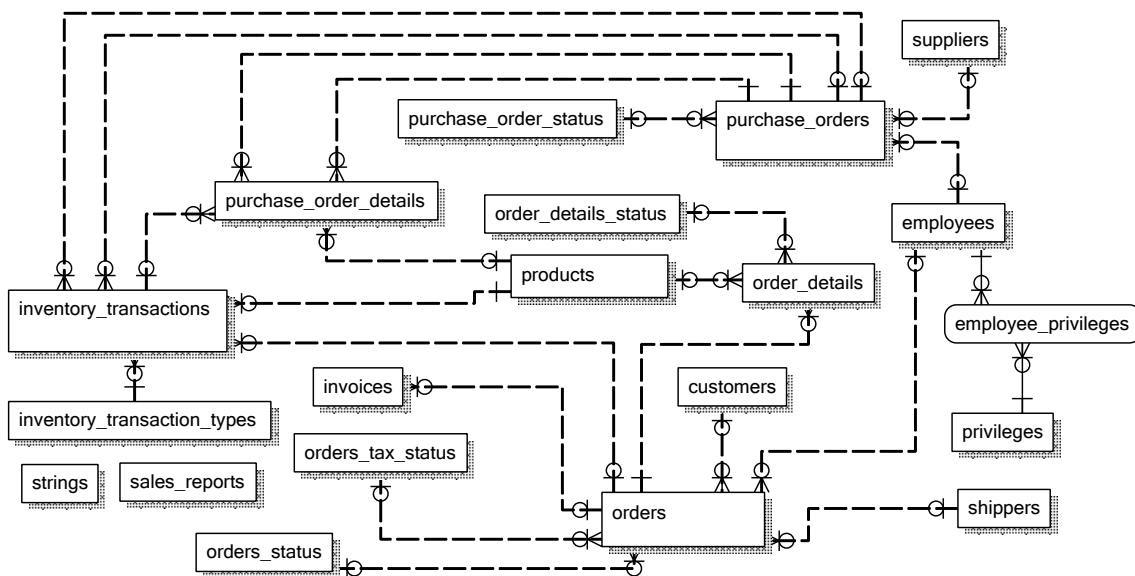 suppliers
purchase_order_status
purchase_orders
purchase_order_details
order_details_status
employees
products
order_details
inventory_transactions
employee_privileges
invoices
customers
inventory_transaction_types
privileges
orders_tax_status
strings
sales_reports
orders
shippers
orders_status